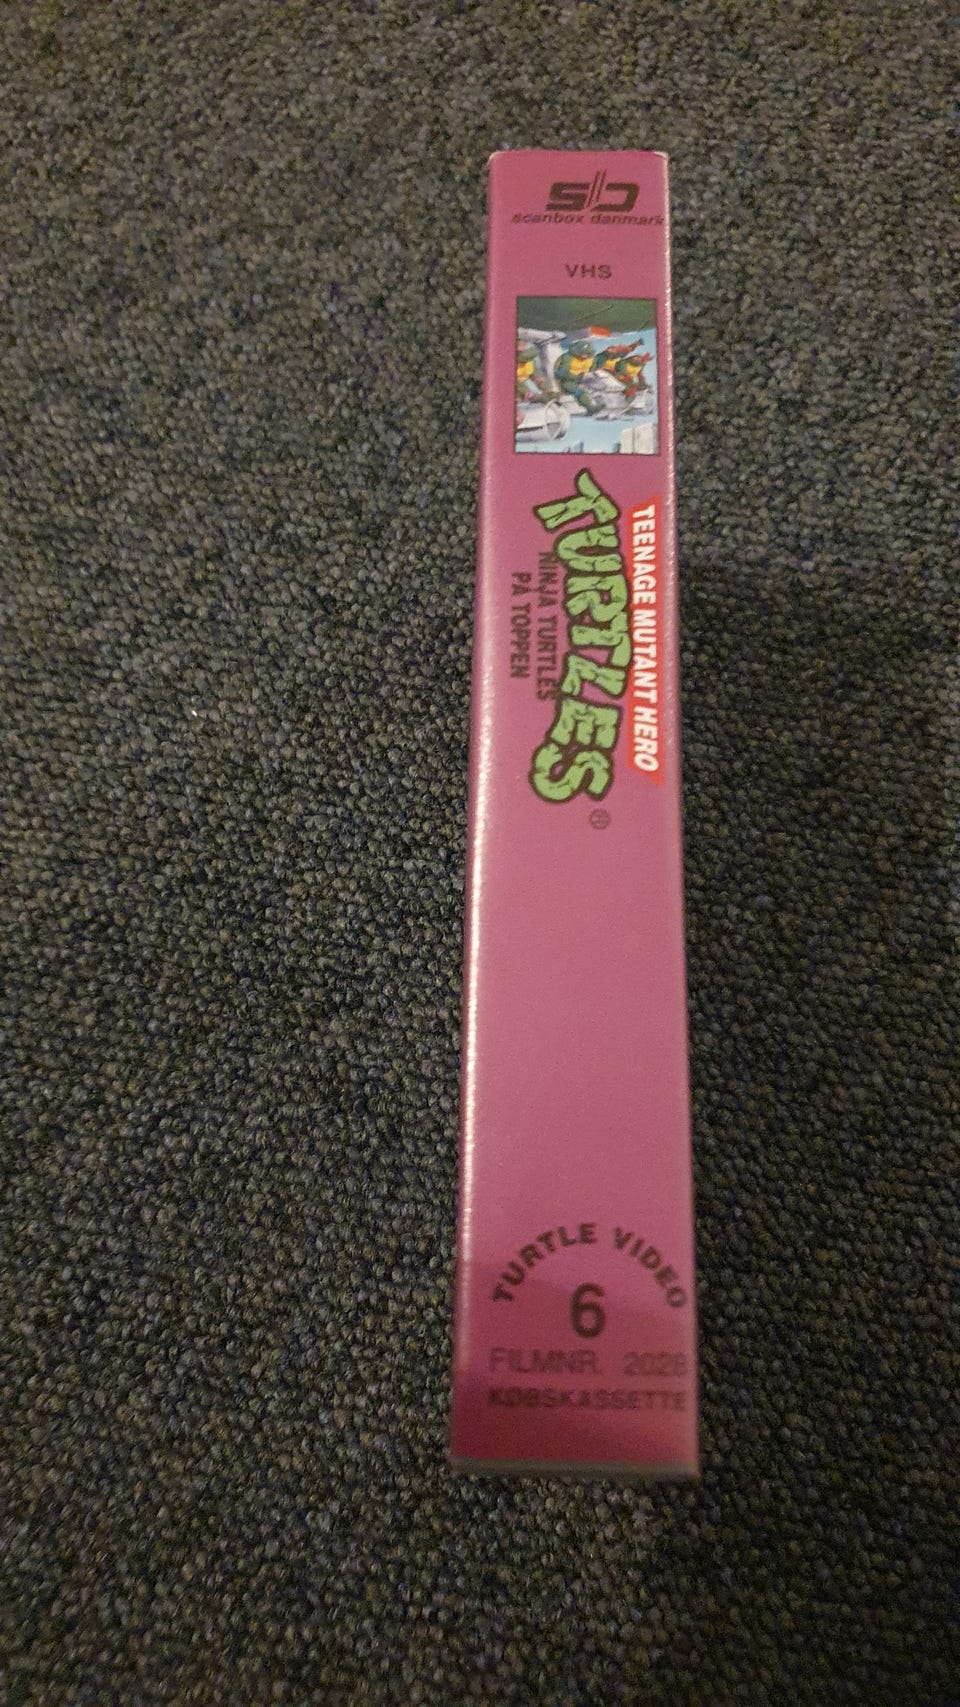 scanbox danmark
VHS
TEENAGE MUTANT HERO
TURTLES®
NINJA TURTLES
PÅ TOPPEN
TURTLE VIDEO
6
FILMNR. 2026
KØBSKASSETTE